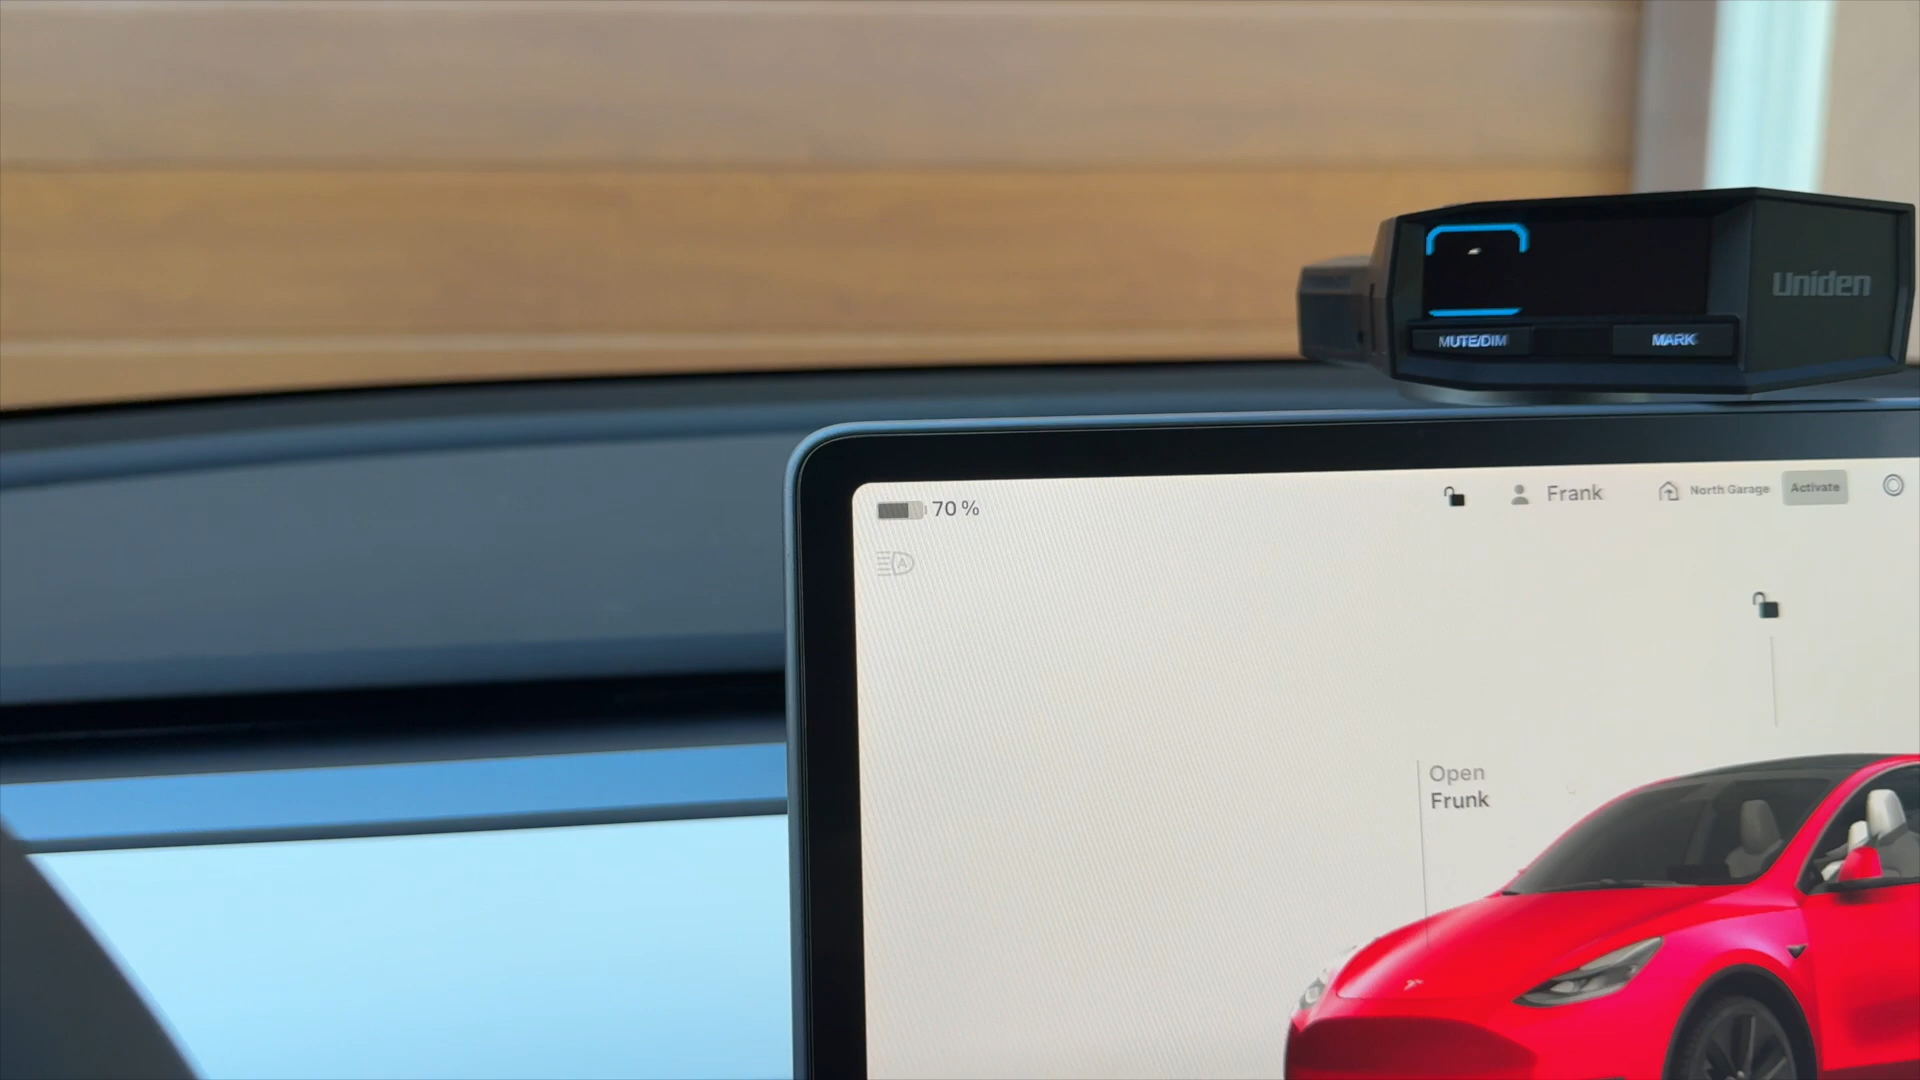 Uniden
MUTE/DIM
MARK
70 %
Frank
North Garage
Activate
A
Open
Frunk